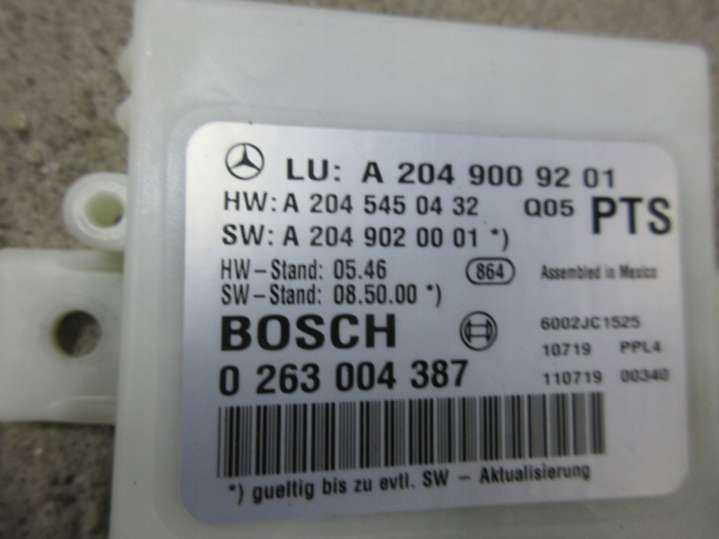 LU: A 204 900 92 01
HW: A 204 545 04 32 Q05 PTS
SW: A 204 902 00 01 *)
HW-Stand: 05.46 864 Assembled in Mexico
SW-Stand: 08.50.00 *)
BOSCH 6002JC1525
10719 PPL4
0 263 004 387 110719 00340
*) gueltig bis zu evtl. SW - Aktualisierung